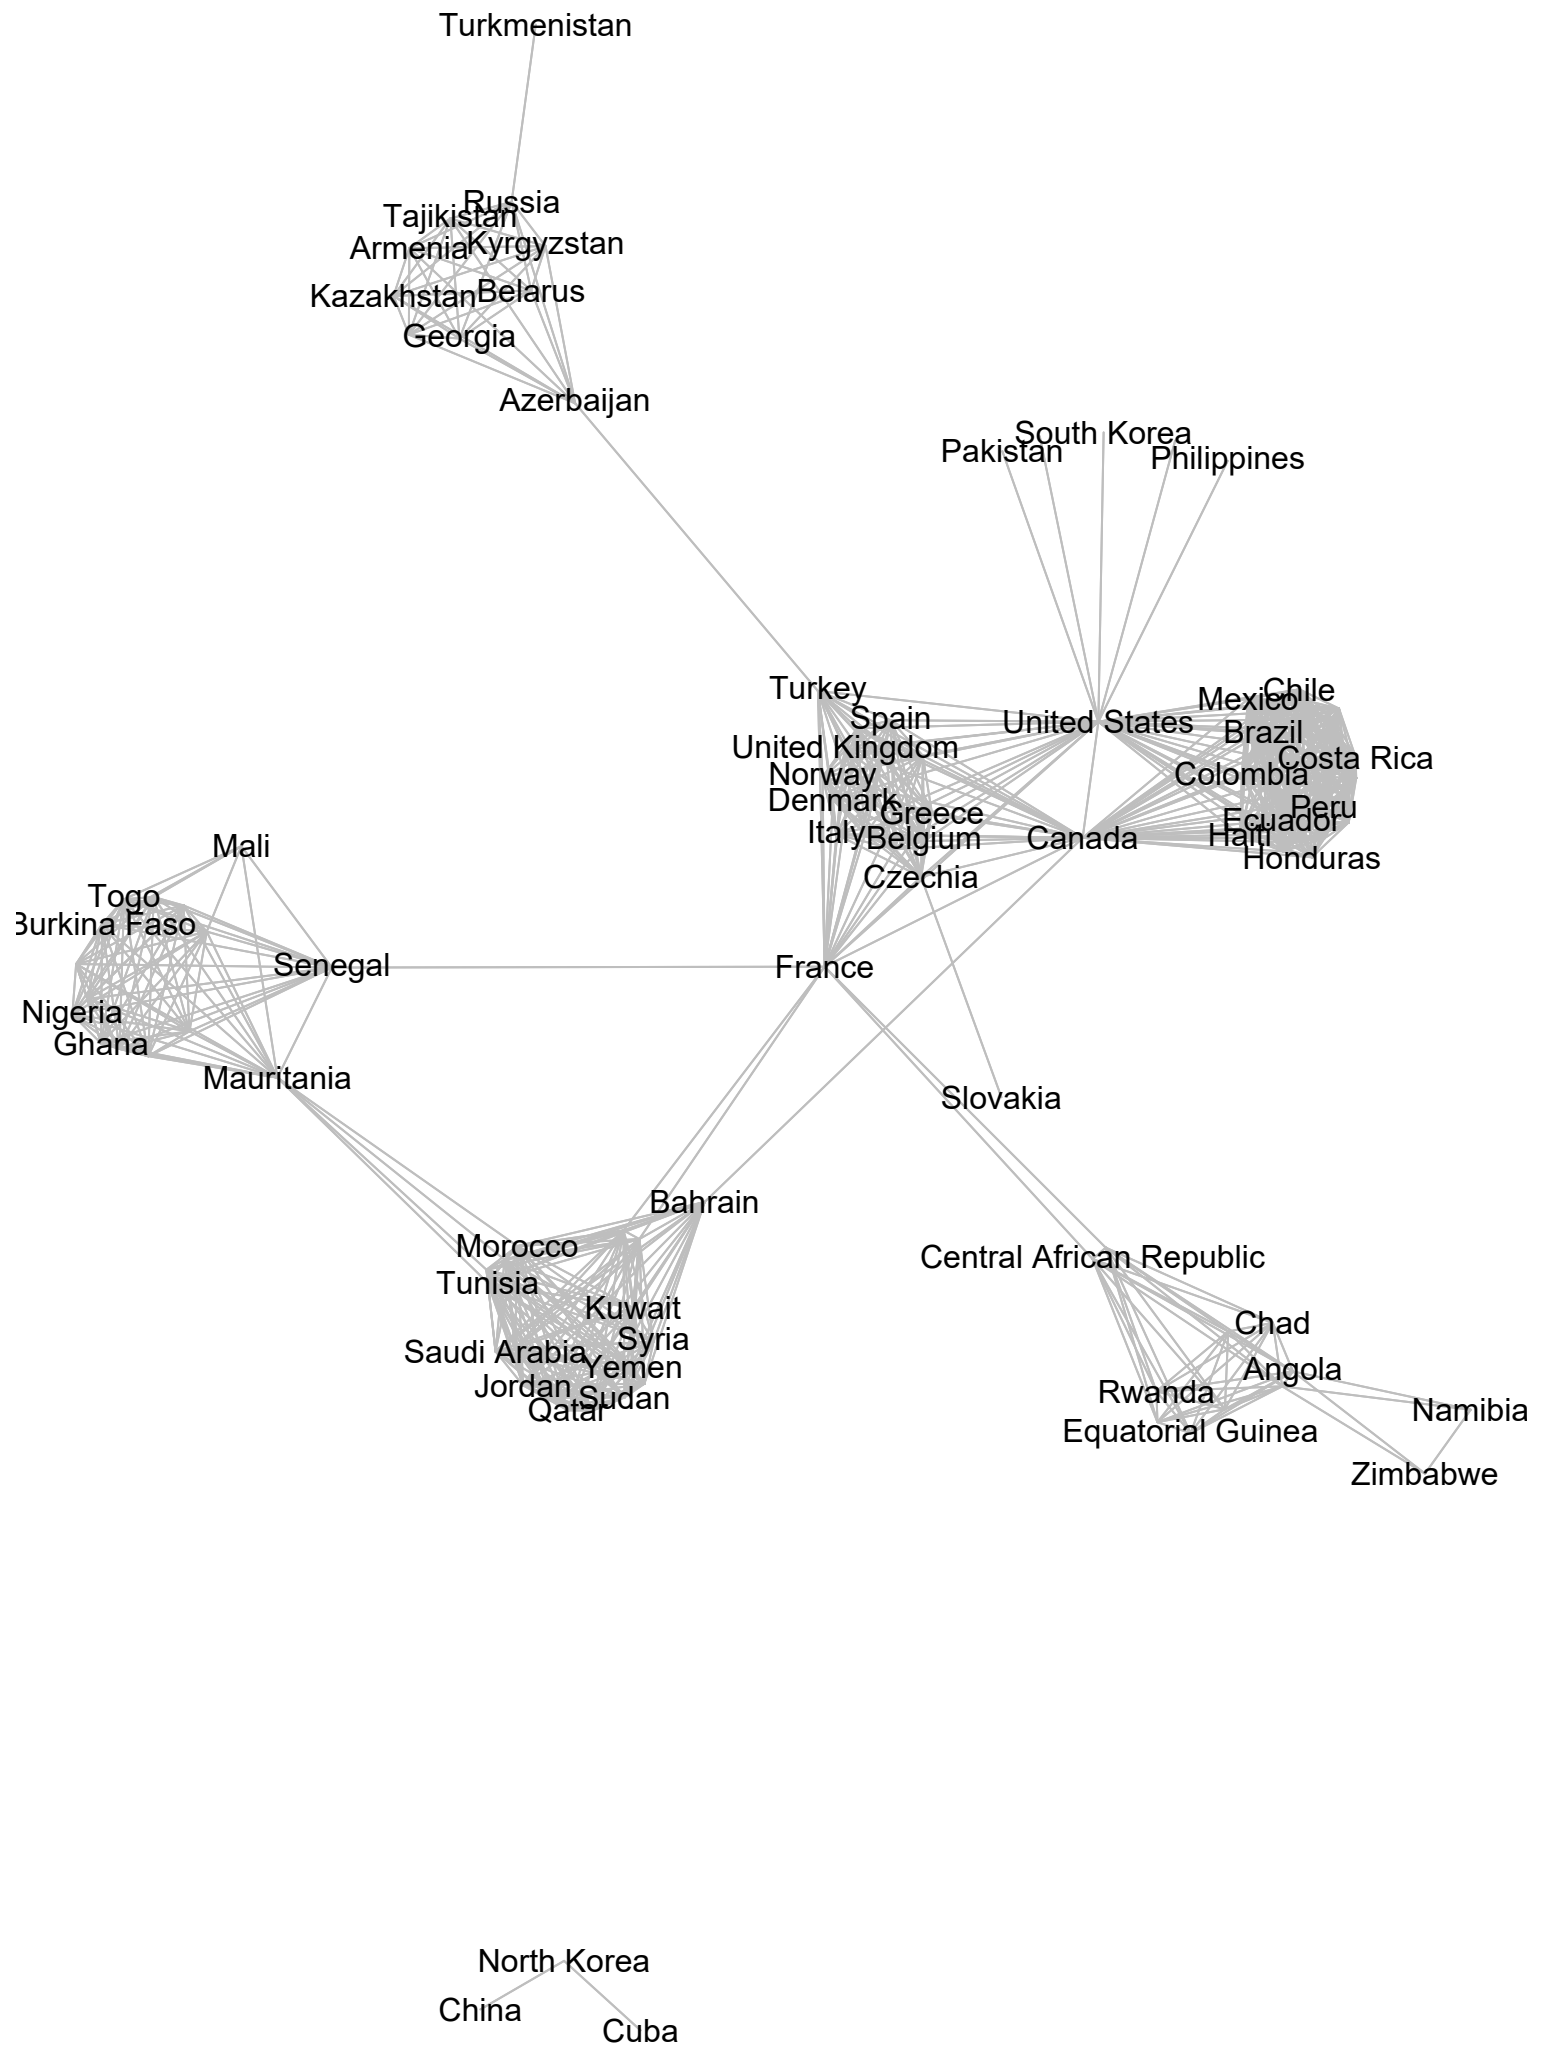 Turkmenistan
Russia
Tajikistan
Armenia
Kyrgyzstan
Kazakhstan
Belarus
Georgia
Azerbaijan
South Korea
Pakistan
Philippines
Turkey
Spain
United States
Mexico
Chile
Brazil
United Kingdom
Norway
Colombia
Costa Rica
Denmark
Greece
Peru
Ecuador
Italy
Belgium
Canada
Haiti
Honduras
Czechia
Mali
Togo
Burkina Faso
Senegal
France
Nigeria
Ghana
Mauritania
Slovakia
Bahrain
Morocco
Tunisia
Central African Republic
Kuwait
Chad
Syria
Saudi Arabia
Yemen
Angola
Jordan
Sudan
Rwanda
Qatar
Namibia
Equatorial Guinea
Zimbabwe
North Korea
China
Cuba